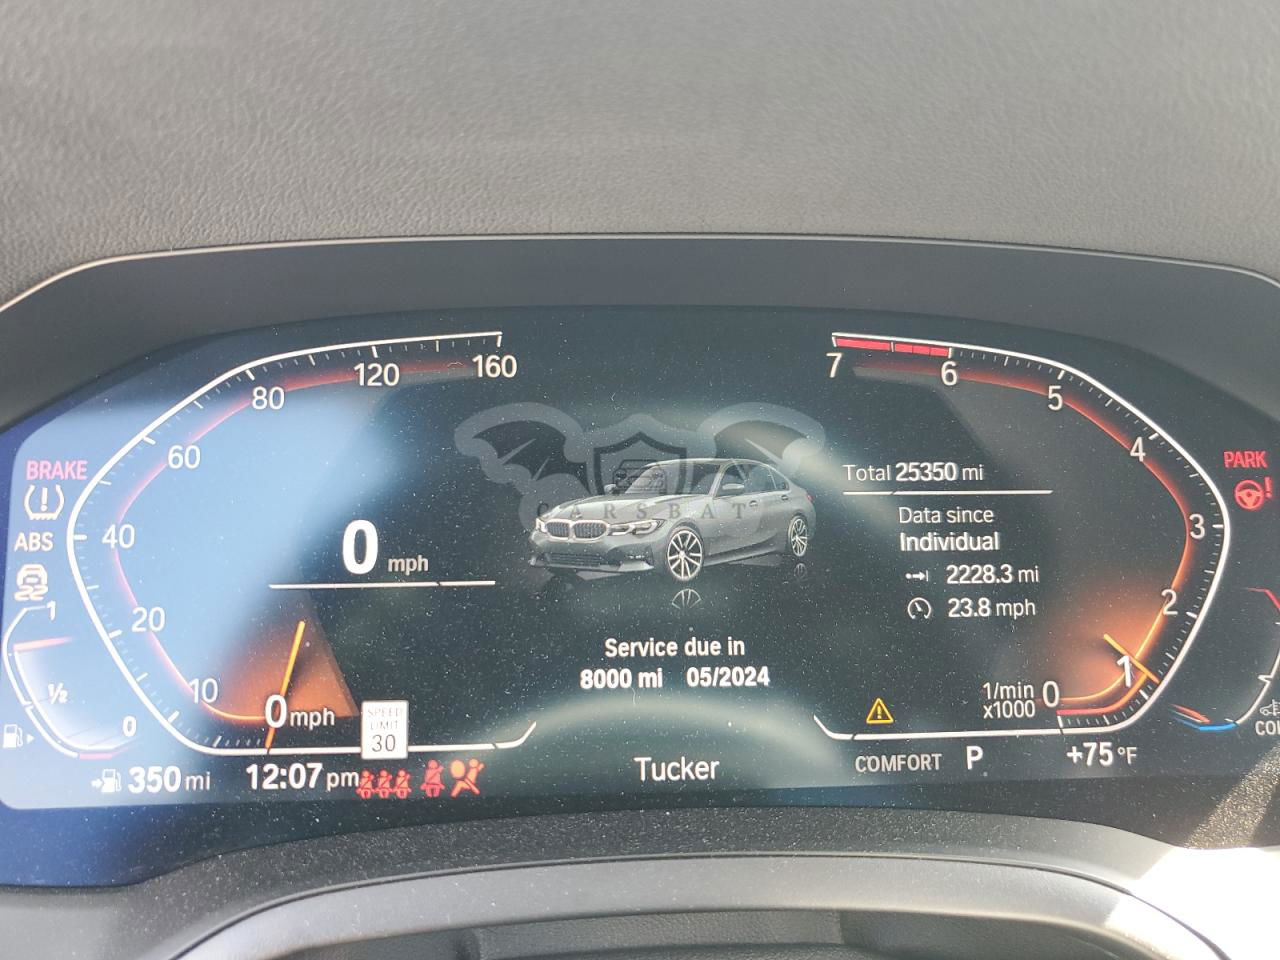 160
120
80
60
40
20
10
0 mph
7
6
5
4
3
2
1
0
1/min
x1000
BRAKE
ABS
PARK
0 mph
CARSBAT
Total 25350 mi
Data since
Individual
2228.3 mi
23.8 mph
Service due in
8000 mi 05/2024
1
½
0
SPEED
LIMIT
30
350 mi
12:07 pm
Tucker
COMFORT P
+75 °F